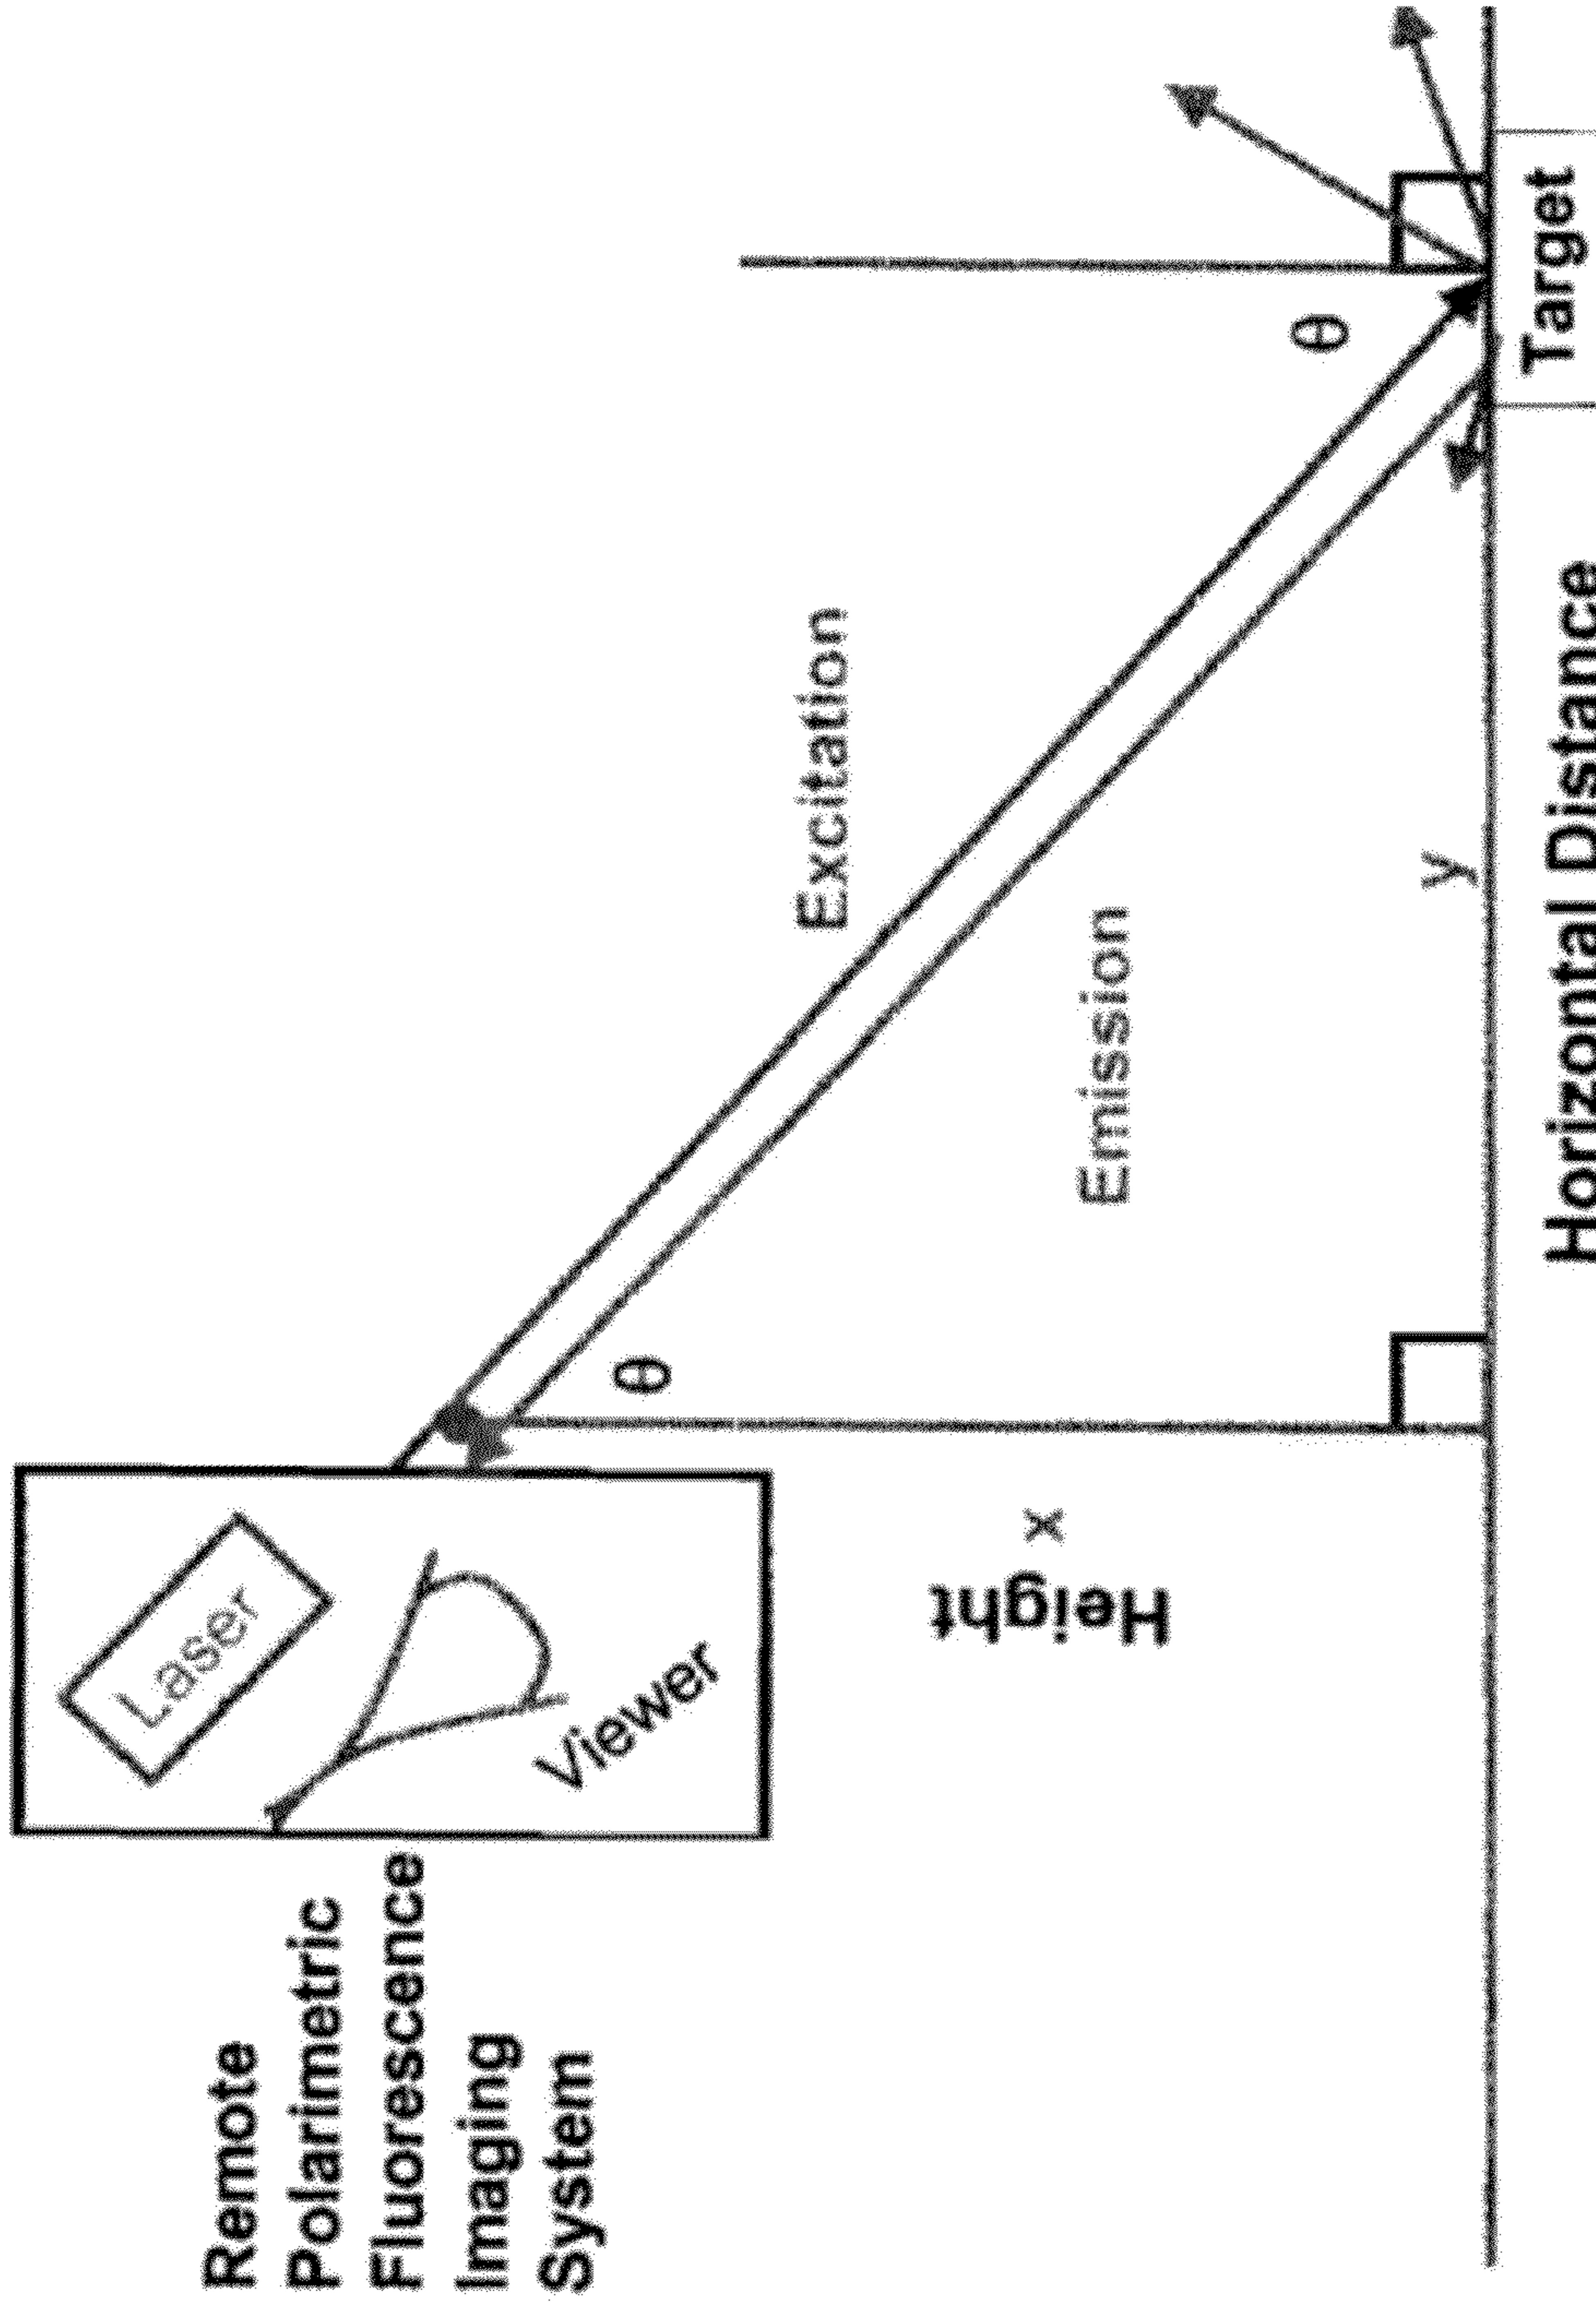 Remote
Polarimetric
Fluorescence
Imaging
System
Laser
Viewer
Height
x
θ
Excitation
Emission
θ
y
Horizontal Distance
Target